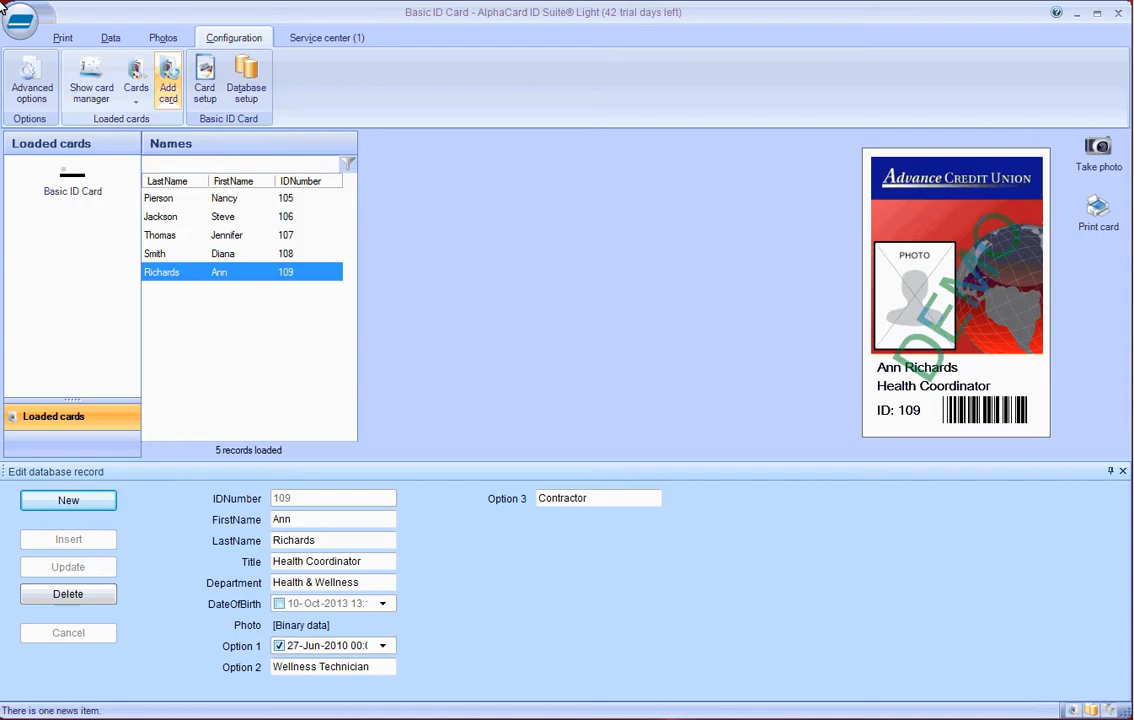 Basic ID Card - AlphaCard ID Suite® Light (42 trial days left)
Print Data Photos Configuration Service center (1)
Advanced options
Show card manager
Cards
Add card
Card setup
Database setup
Options Loaded cards Basic ID Card
Loaded cards
Basic ID Card
Loaded cards
Names
LastName FirstName IDNumber
Pierson Nancy 105
Jackson Steve 106
Thomas Jennifer 107
Smith Diana 108
Richards Ann 109
5 records loaded
Advance CREDIT UNION
PHOTO
DEMO
Ann Richards
Health Coordinator
ID: 109
Take photo
Print card
Edit database record
New
Insert
Update
Delete
Cancel
IDNumber 109
FirstName Ann
LastName Richards
Title Health Coordinator
Department Health & Wellness
DateOfBirth 10-Oct-2013 13:
Photo [Binary data]
Option 1 27-Jun-2010 00:0
Option 2 Wellness Technician
Option 3 Contractor
There is one news item.